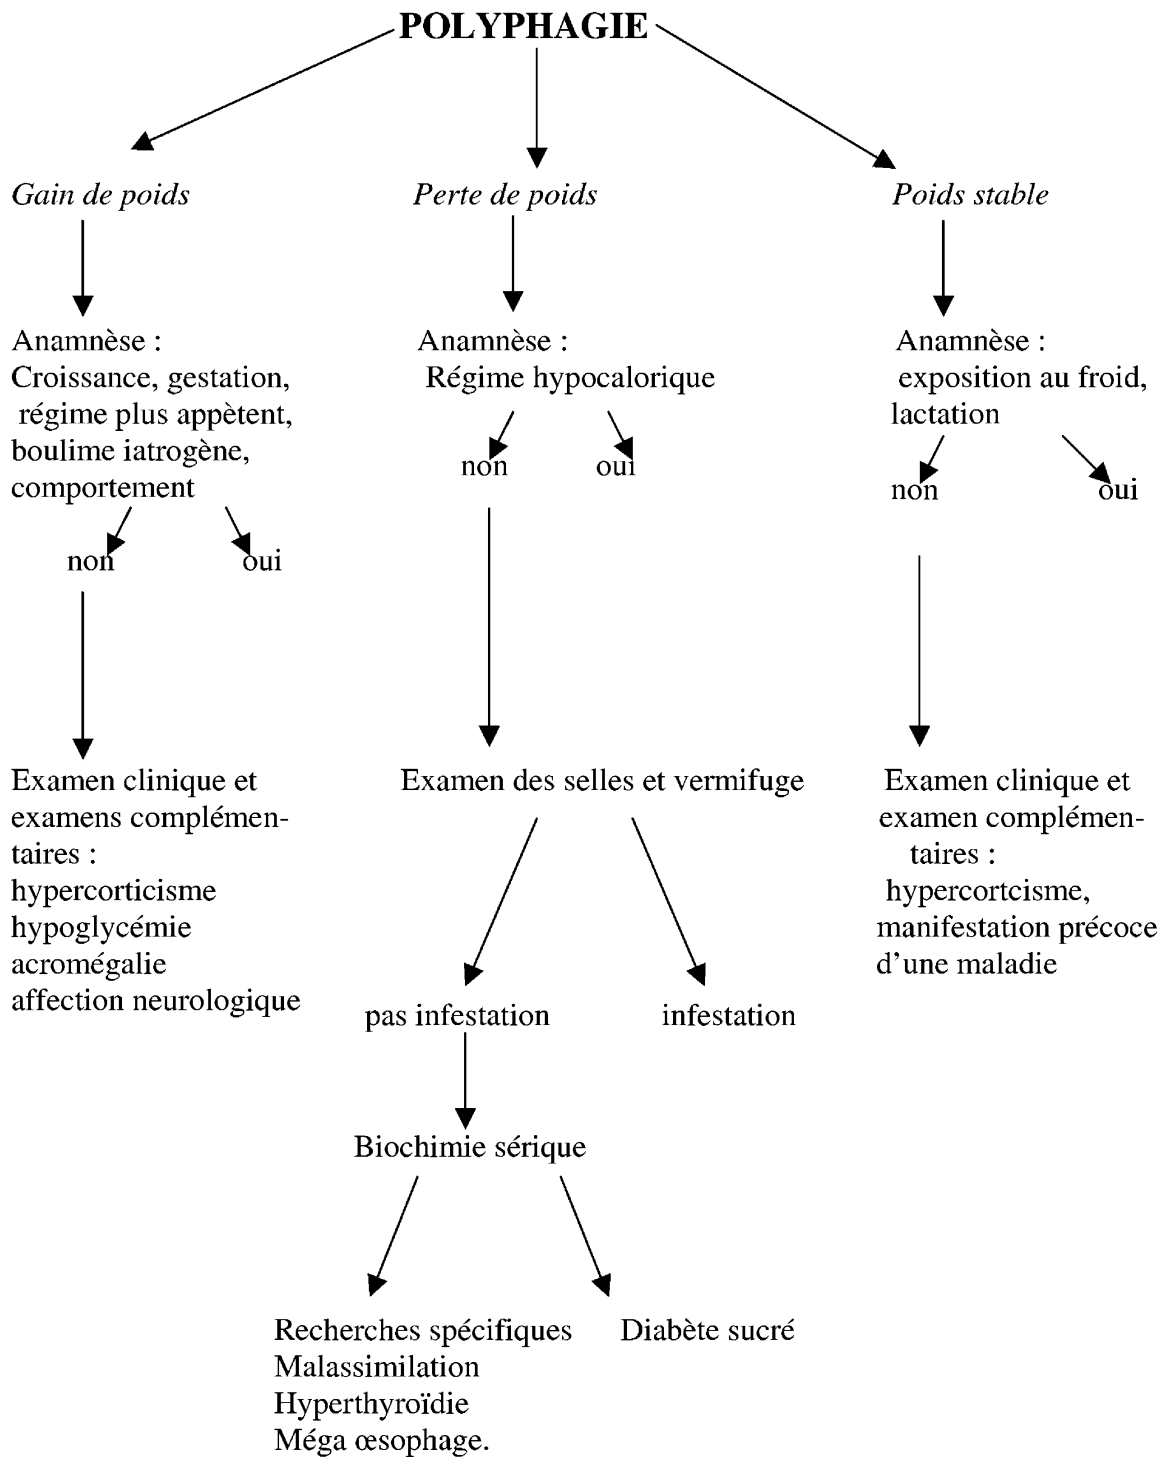 POLYPHAGIE
Gain de poids
Perte de poids
Poids stable
Anamnèse :
Croissance, gestation,
régime plus appètent,
boulime iatrogène,
comportement
non
oui
Anamnèse :
Régime hypocalorique
non
oui
Anamnèse :
exposition au froid,
lactation
non
oui
Examen clinique et
examens complémen-
taires :
hypercorticisme
hypoglycémie
acromégalie
affection neurologique
Examen des selles et vermifuge
Examen clinique et
examen complémen-
taires :
hypercortcisme,
manifestation précoce
d'une maladie
pas infestation
infestation
Biochimie sérique
Recherches spécifiques
Malassimilation
Hyperthyroïdie
Méga œsophage.
Diabète sucré